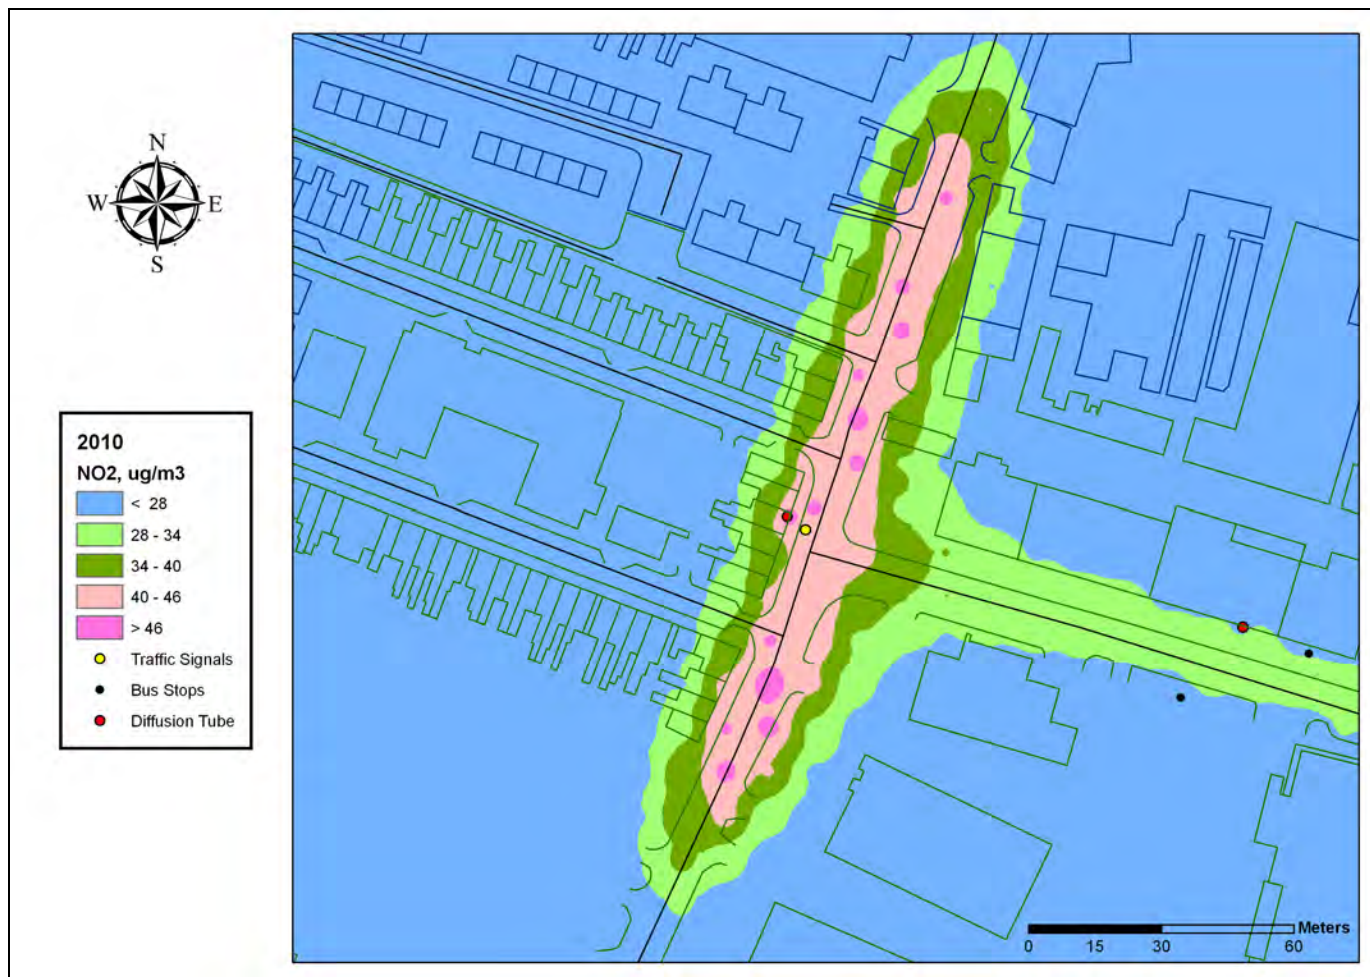 N
W E
S
2010
NO2, ug/m3
< 28
28 - 34
34 - 40
40 - 46
> 46
Traffic Signals
Bus Stops
Diffusion Tube
Meters
0 15 30 60